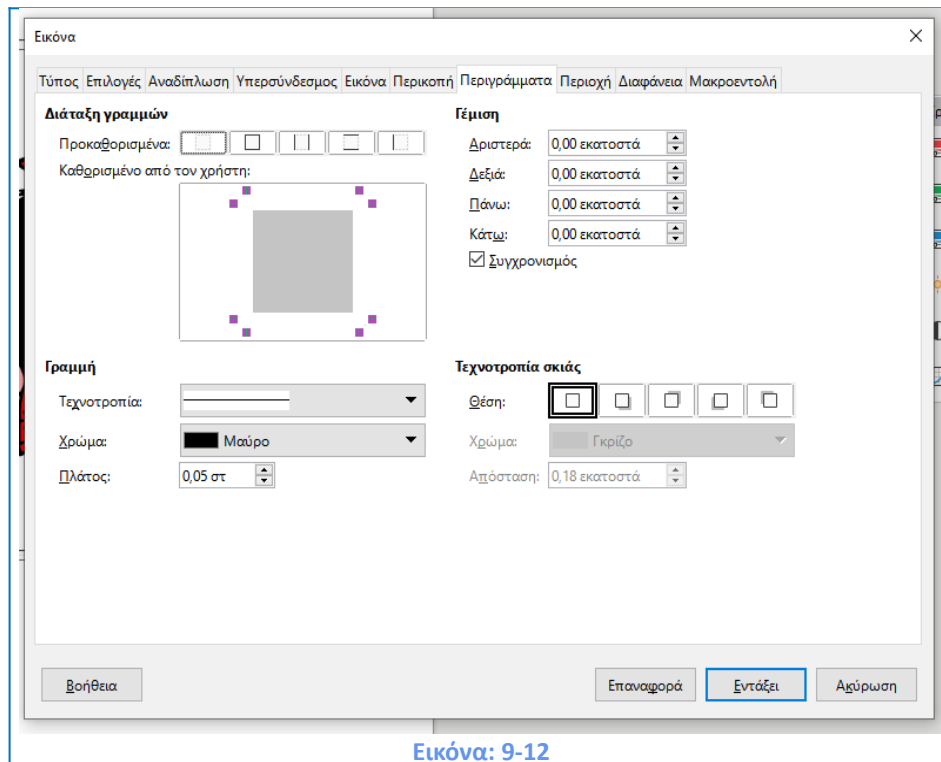 Εικόνα
Τύπος Επιλογές Αναδίπλωση Υπερσύνδεσμος Εικόνα Περικοπή Περιγράμματα Περιοχή Διαφάνεια Μακροεντολή
Διάταξη γραμμών
Προκαθορισμένα:
Καθορισμένο από τον χρήστη:
Γέμιση
Αριστερά: 0,00 εκατοστά
Δεξιά: 0,00 εκατοστά
Πάνω: 0,00 εκατοστά
Κάτω: 0,00 εκατοστά
Συγχρονισμός
Γραμμή
Τεχνοτροπία:
Χρώμα: Μαύρο
Πλάτος: 0,05 στ
Τεχνοτροπία σκιάς
Θέση:
Χρώμα: Γκρίζο
Απόσταση: 0,18 εκατοστά
Βοήθεια Επαναφορά Εντάξει Ακύρωση
Εικόνα: 9-12